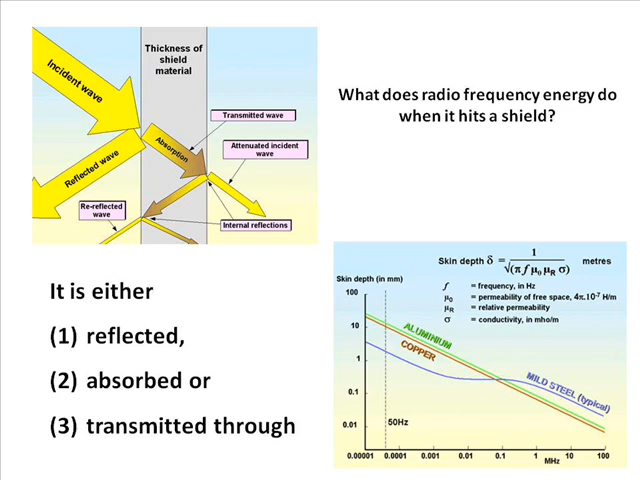 Thickness of
shield
material
Incident wave
Transmitted wave
Absorption
Attenuated incident
wave
Reflected wave
Re-reflected
wave
Internal reflections
What does radio frequency energy do
when it hits a shield?
It is either
(1) reflected,
(2) absorbed or
(3) transmitted through
Skin depth δ = 1 / √(π f μ₀ μR σ) metres
Skin depth (in mm)
f = frequency, in Hz
μ₀ = permeability of free space, 4π.10⁻⁷ H/m
μR = relative permeability
σ = conductivity, in mho/m
100
10
1
0.1
0.01
ALUMINIUM
COPPER
MILD STEEL (typical)
50Hz
0.00001 0.0001 0.001 0.01 0.1 1 10 100
MHz